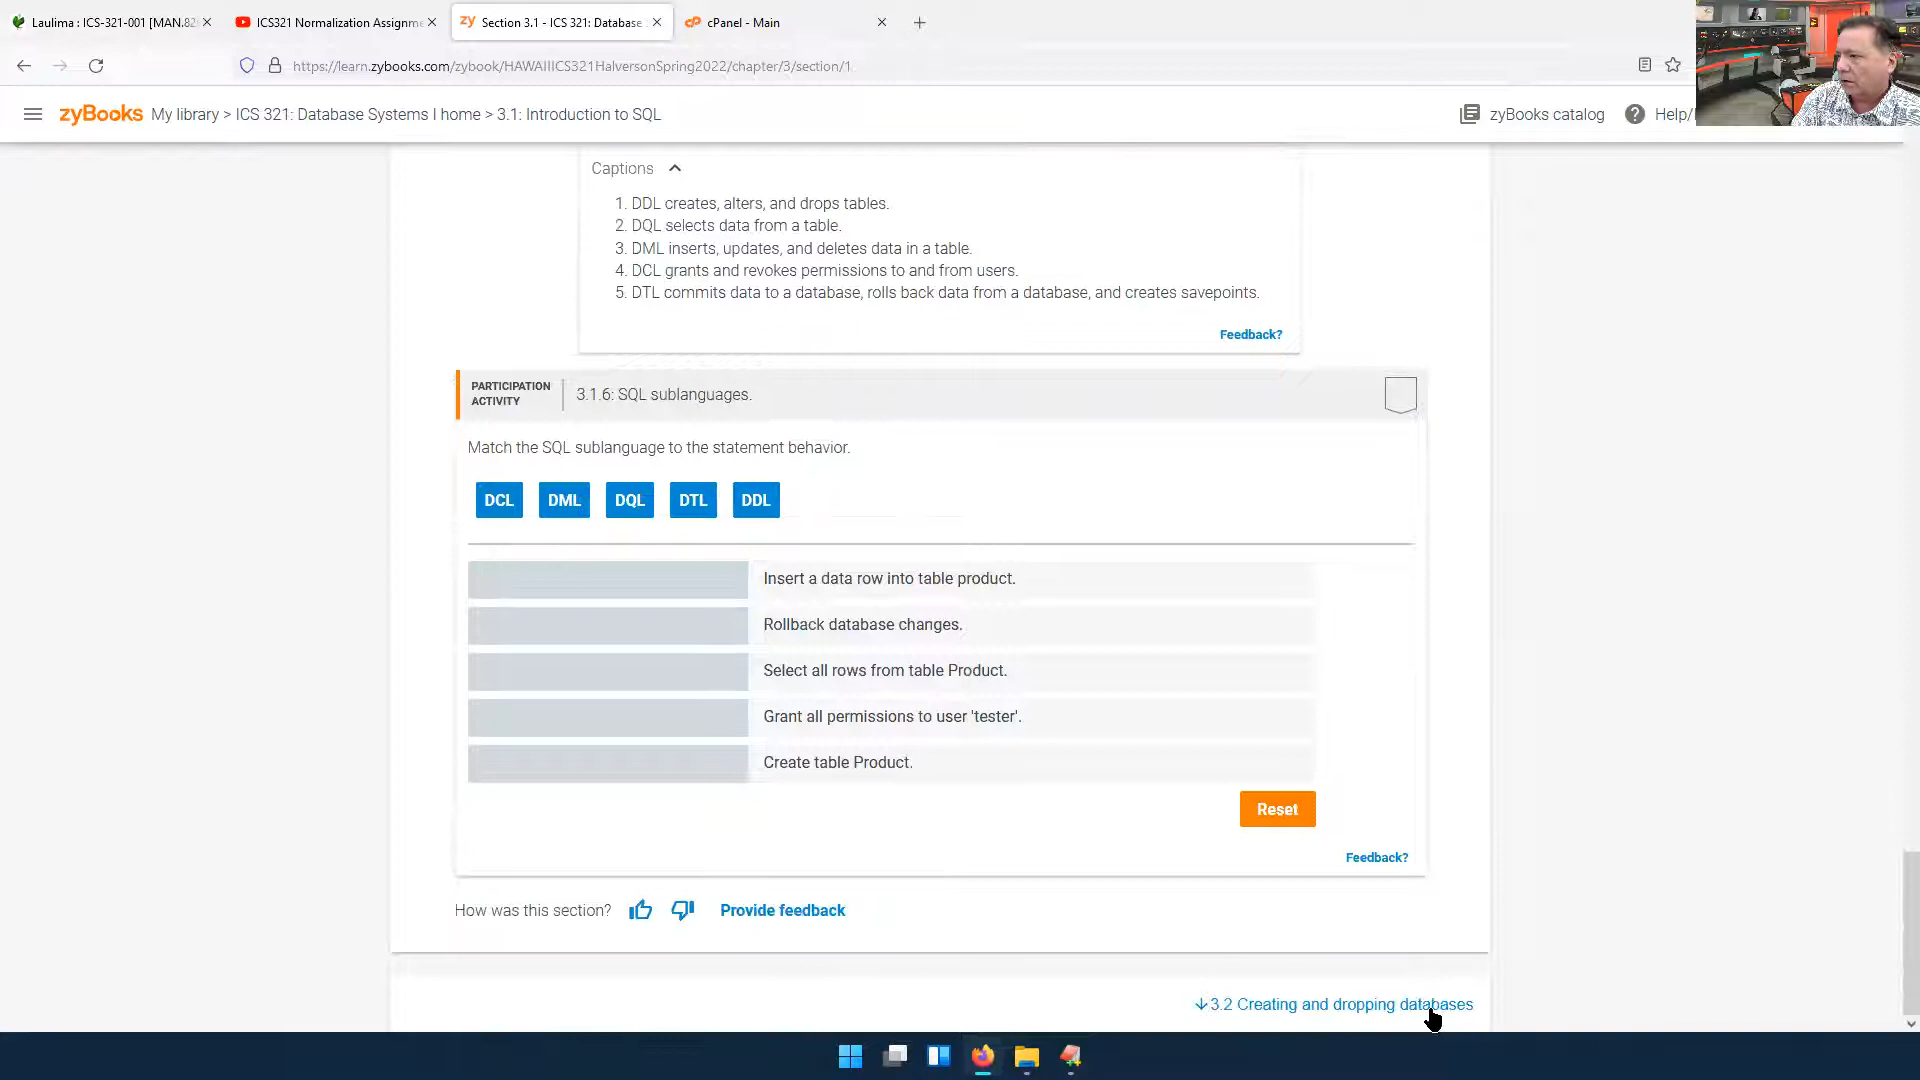 Laulima : ICS-321-001 [MAN.82
ICS321 Normalization Assignme
zy Section 3.1 - ICS 321: Database
cP cPanel - Main
https://learn.zybooks.com/zybook/HAWAIIICS321HalversonSpring2022/chapter/3/section/1
zyBooks My library > ICS 321: Database Systems I home > 3.1: Introduction to SQL
zyBooks catalog
? Help/
Captions
1. DDL creates, alters, and drops tables.
2. DQL selects data from a table.
3. DML inserts, updates, and deletes data in a table.
4. DCL grants and revokes permissions to and from users.
5. DTL commits data to a database, rolls back data from a database, and creates savepoints.
Feedback?
PARTICIPATION
ACTIVITY
3.1.6: SQL sublanguages.
Match the SQL sublanguage to the statement behavior.
DCL DML DQL DTL DDL
Insert a data row into table product.
Rollback database changes.
Select all rows from table Product.
Grant all permissions to user 'tester'.
Create table Product.
Reset
Feedback?
How was this section?
Provide feedback
3.2 Creating and dropping databases